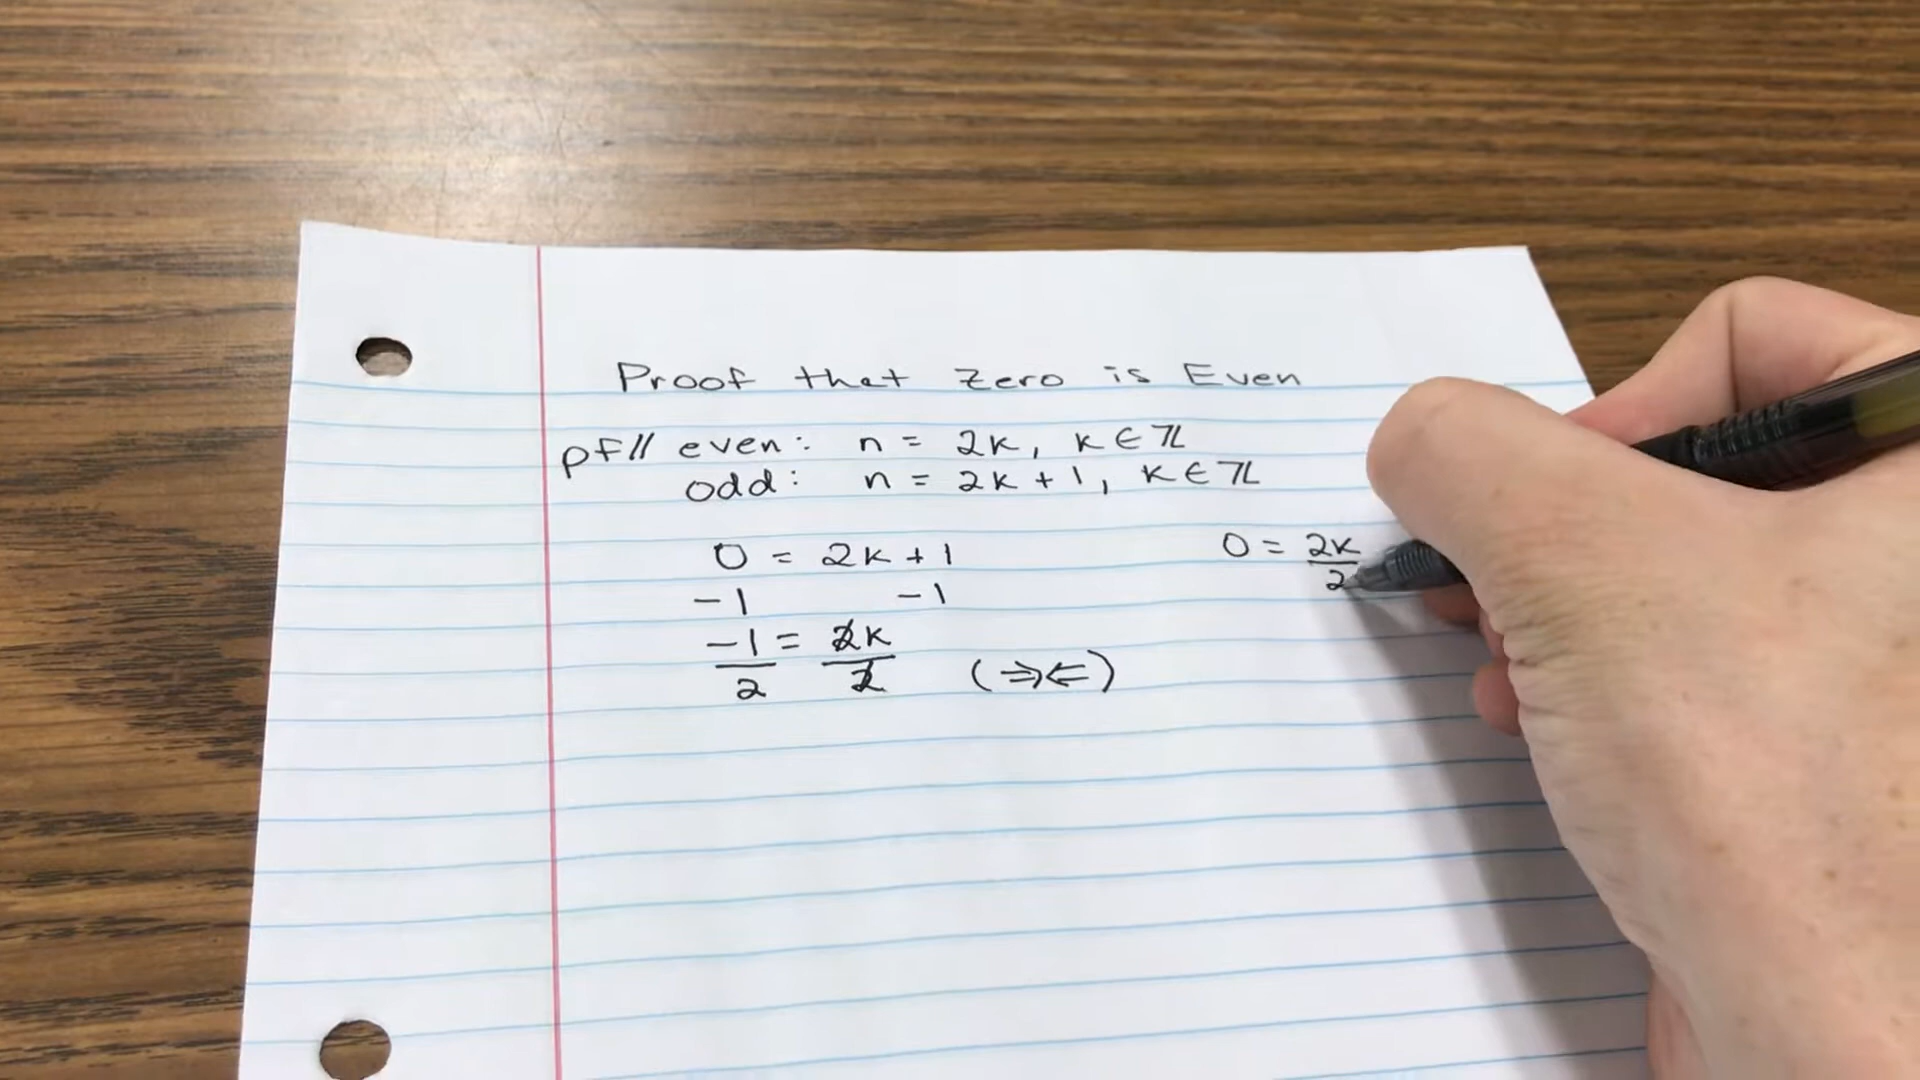 Proof that Zero is Even
pf// even: n = 2k, k ∈ ℤ
odd: n = 2k + 1, k ∈ ℤ
0 = 2k + 1
-1 -1
-1 = 2k
2 2 (⇒⇐)
0 = 2k
2